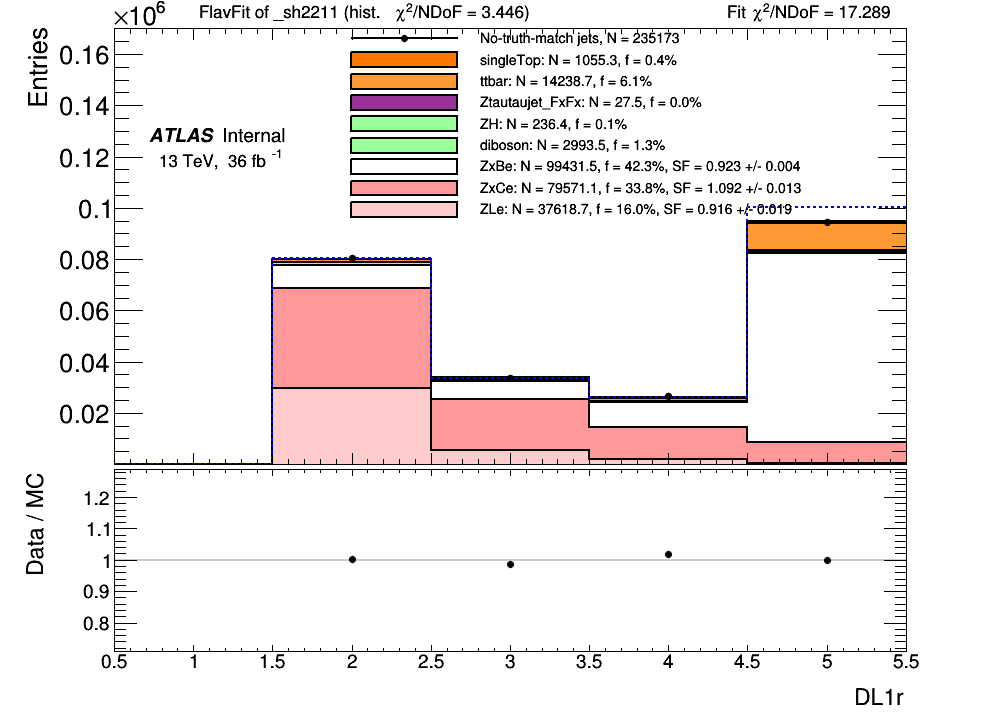 FlavFit of _sh2211 (hist. χ²/NDoF = 3.446) Fit χ²/NDoF = 17.289
×10⁶
Entries
No-truth-match jets, N = 235173
singleTop: N = 1055.3, f = 0.4%
ttbar: N = 14238.7, f = 6.1%
Ztautaujet_FxFx: N = 27.5, f = 0.0%
ZH: N = 236.4, f = 0.1%
diboson: N = 2993.5, f = 1.3%
ZxBe: N = 99431.5, f = 42.3%, SF = 0.923 +/- 0.004
ZxCe: N = 79571.1, f = 33.8%, SF = 1.092 +/- 0.013
ZLe: N = 37618.7, f = 16.0%, SF = 0.916 +/- 0.019
ATLAS Internal
13 TeV, 36 fb⁻¹
0.16
0.14
0.12
0.1
0.08
0.06
0.04
0.02
Data / MC
1.2
1.1
1
0.9
0.8
0.5 1 1.5 2 2.5 3 3.5 4 4.5 5 5.5
DL1r